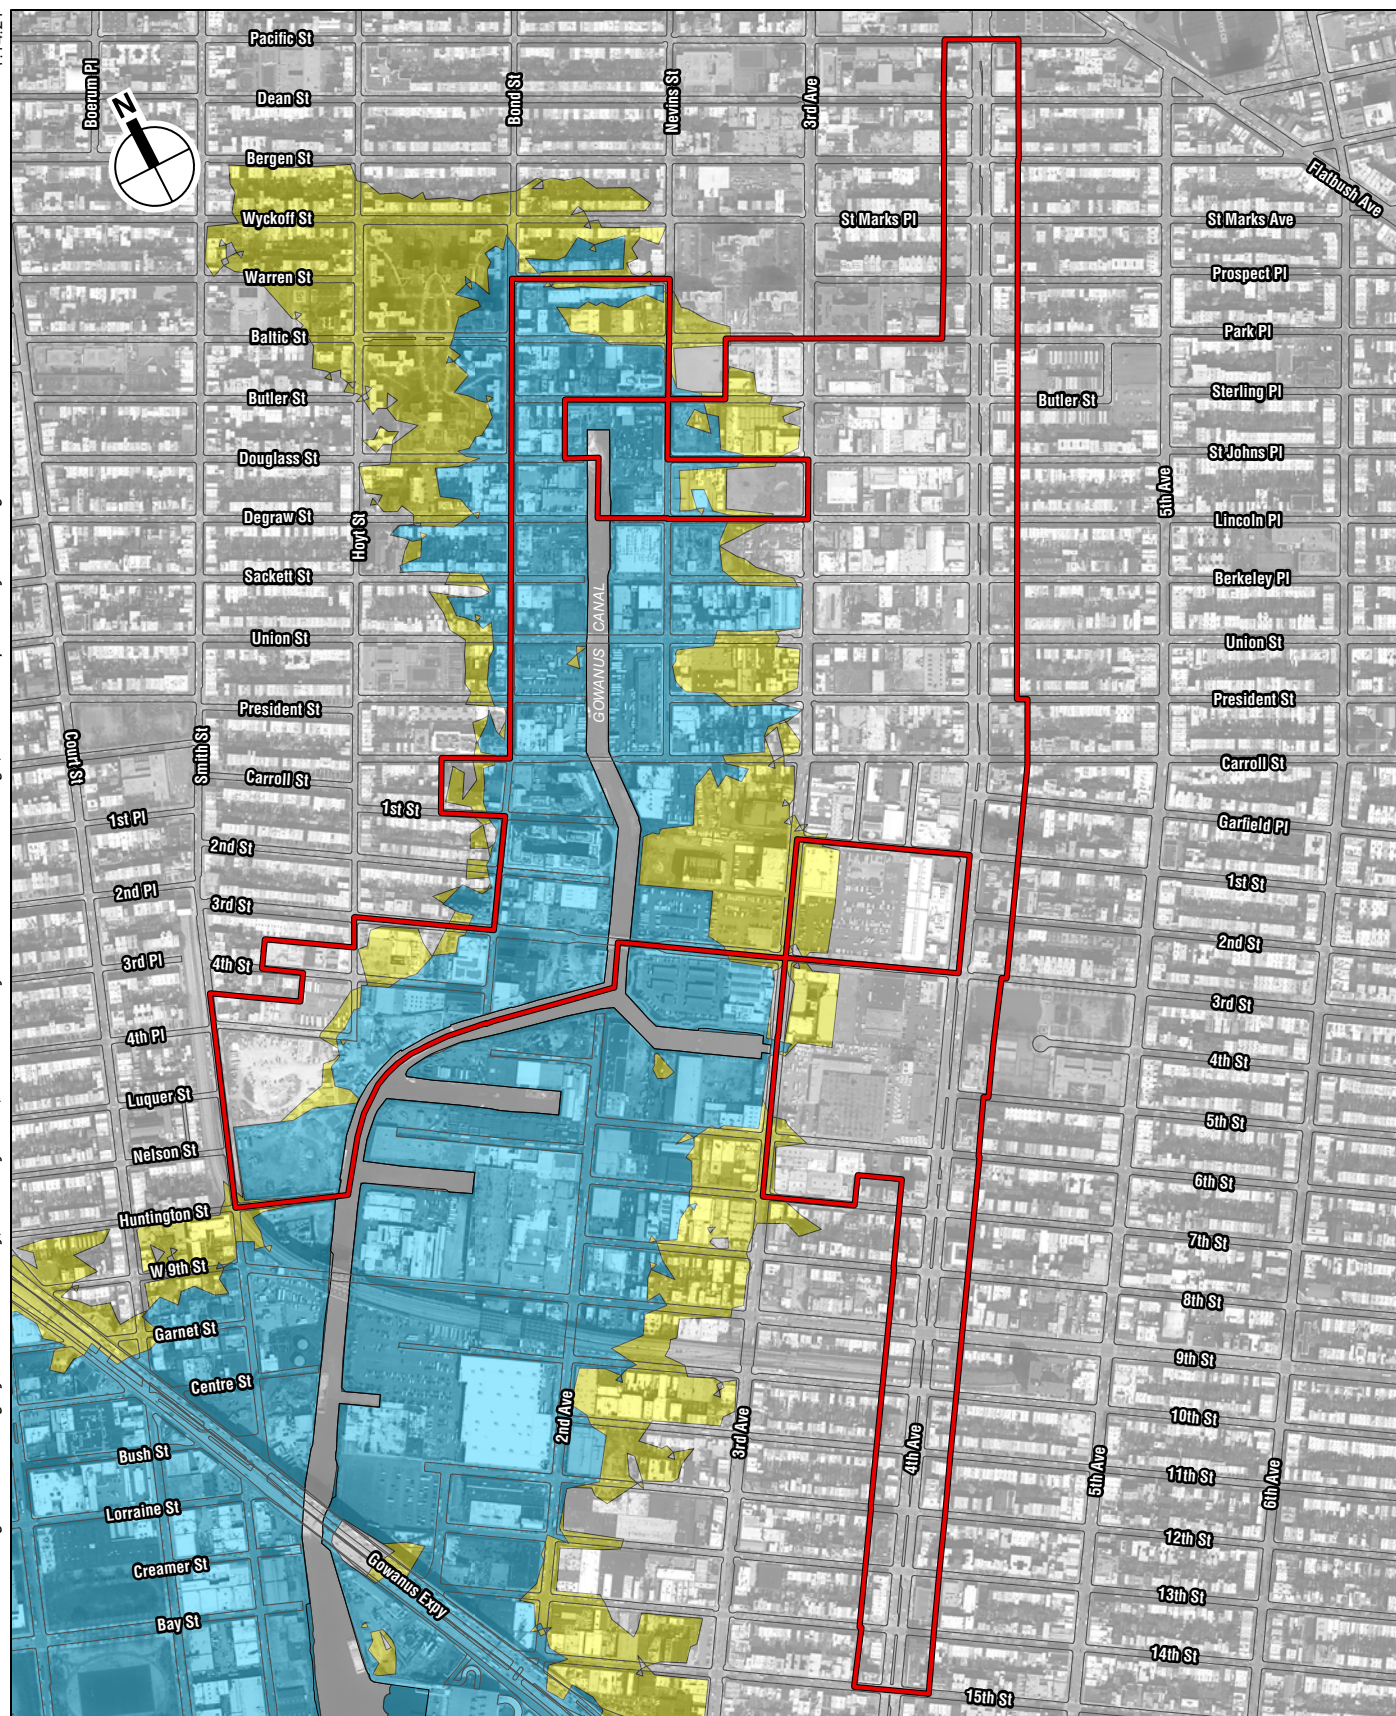 Pacific St
Boerum Pl
Dean St
Bond St
Nevins St
3rd Ave
N
Bergen St
Flatbush Ave
Wyckoff St
St Marks Pl
St Marks Ave
Warren St
Prospect Pl
Baltic St
Park Pl
Butler St
Butler St
Sterling Pl
Douglass St
St Johns Pl
5th Ave
Degraw St
Lincoln Pl
Hoyt St
Sackett St
Berkeley Pl
GOWANUS CANAL
Union St
Union St
President St
President St
Court St
Smith St
Carroll St
Carroll St
1st Pl
1st St
Garfield Pl
2nd St
2nd Pl
1st St
3rd St
2nd St
3rd Pl
4th St
3rd St
4th Pl
4th St
Luquer St
5th St
Nelson St
6th St
Huntington St
7th St
W 9th St
8th St
Garnet St
9th St
Centre St
2nd Ave
3rd Ave
4th Ave
10th St
5th Ave
6th Ave
Bush St
11th St
Lorraine St
12th St
Creamer St
Gowanus Expy
13th St
Bay St
14th St
15th St